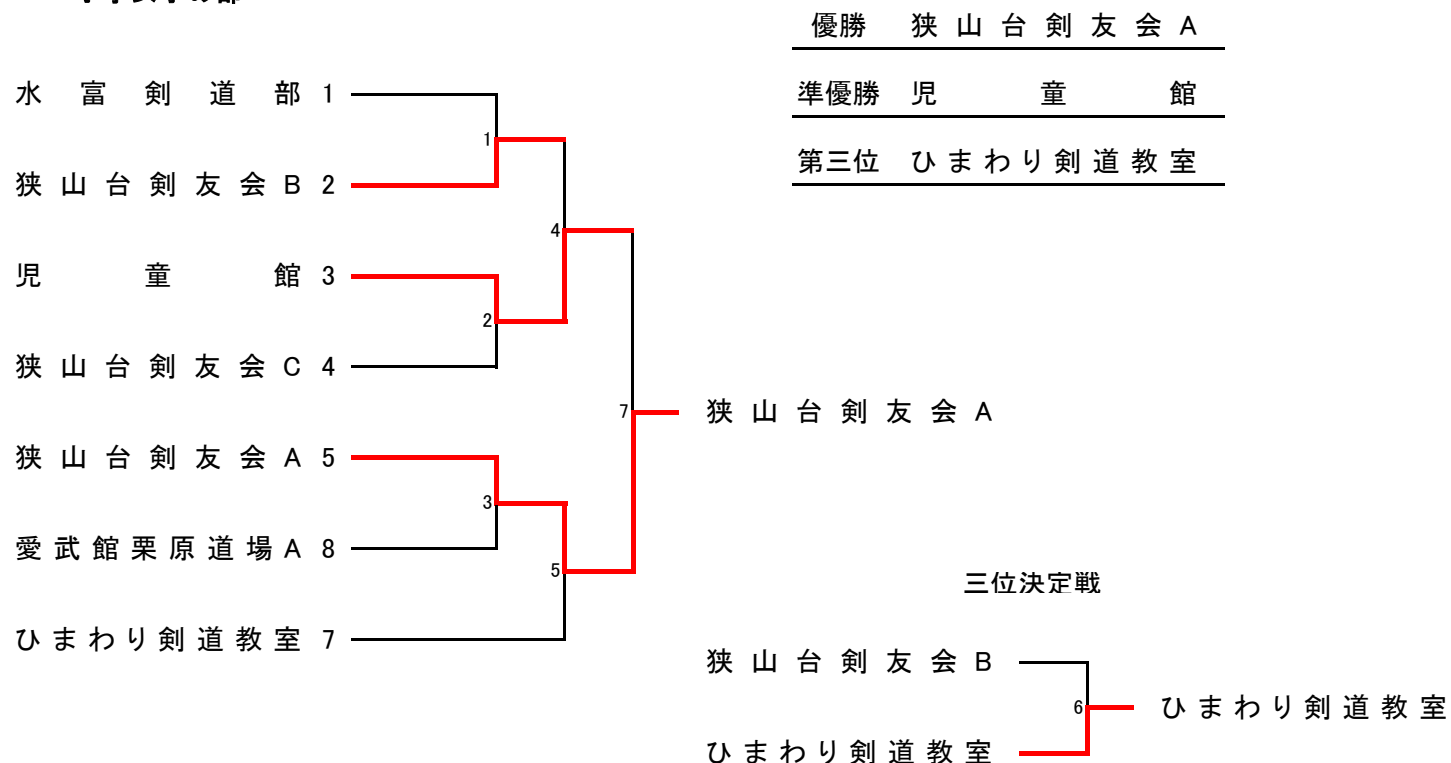 優勝 狭山台剣友会A
準優勝 児童館
第三位 ひまわり剣道教室
水富剣道部 1
1
狭山台剣友会B 2
4
児童館 3
2
狭山台剣友会C 4
7 狭山台剣友会A
狭山台剣友会A 5
3
愛武館栗原道場A 8
5
三位決定戦
ひまわり剣道教室 7
狭山台剣友会B
6 ひまわり剣道教室
ひまわり剣道教室